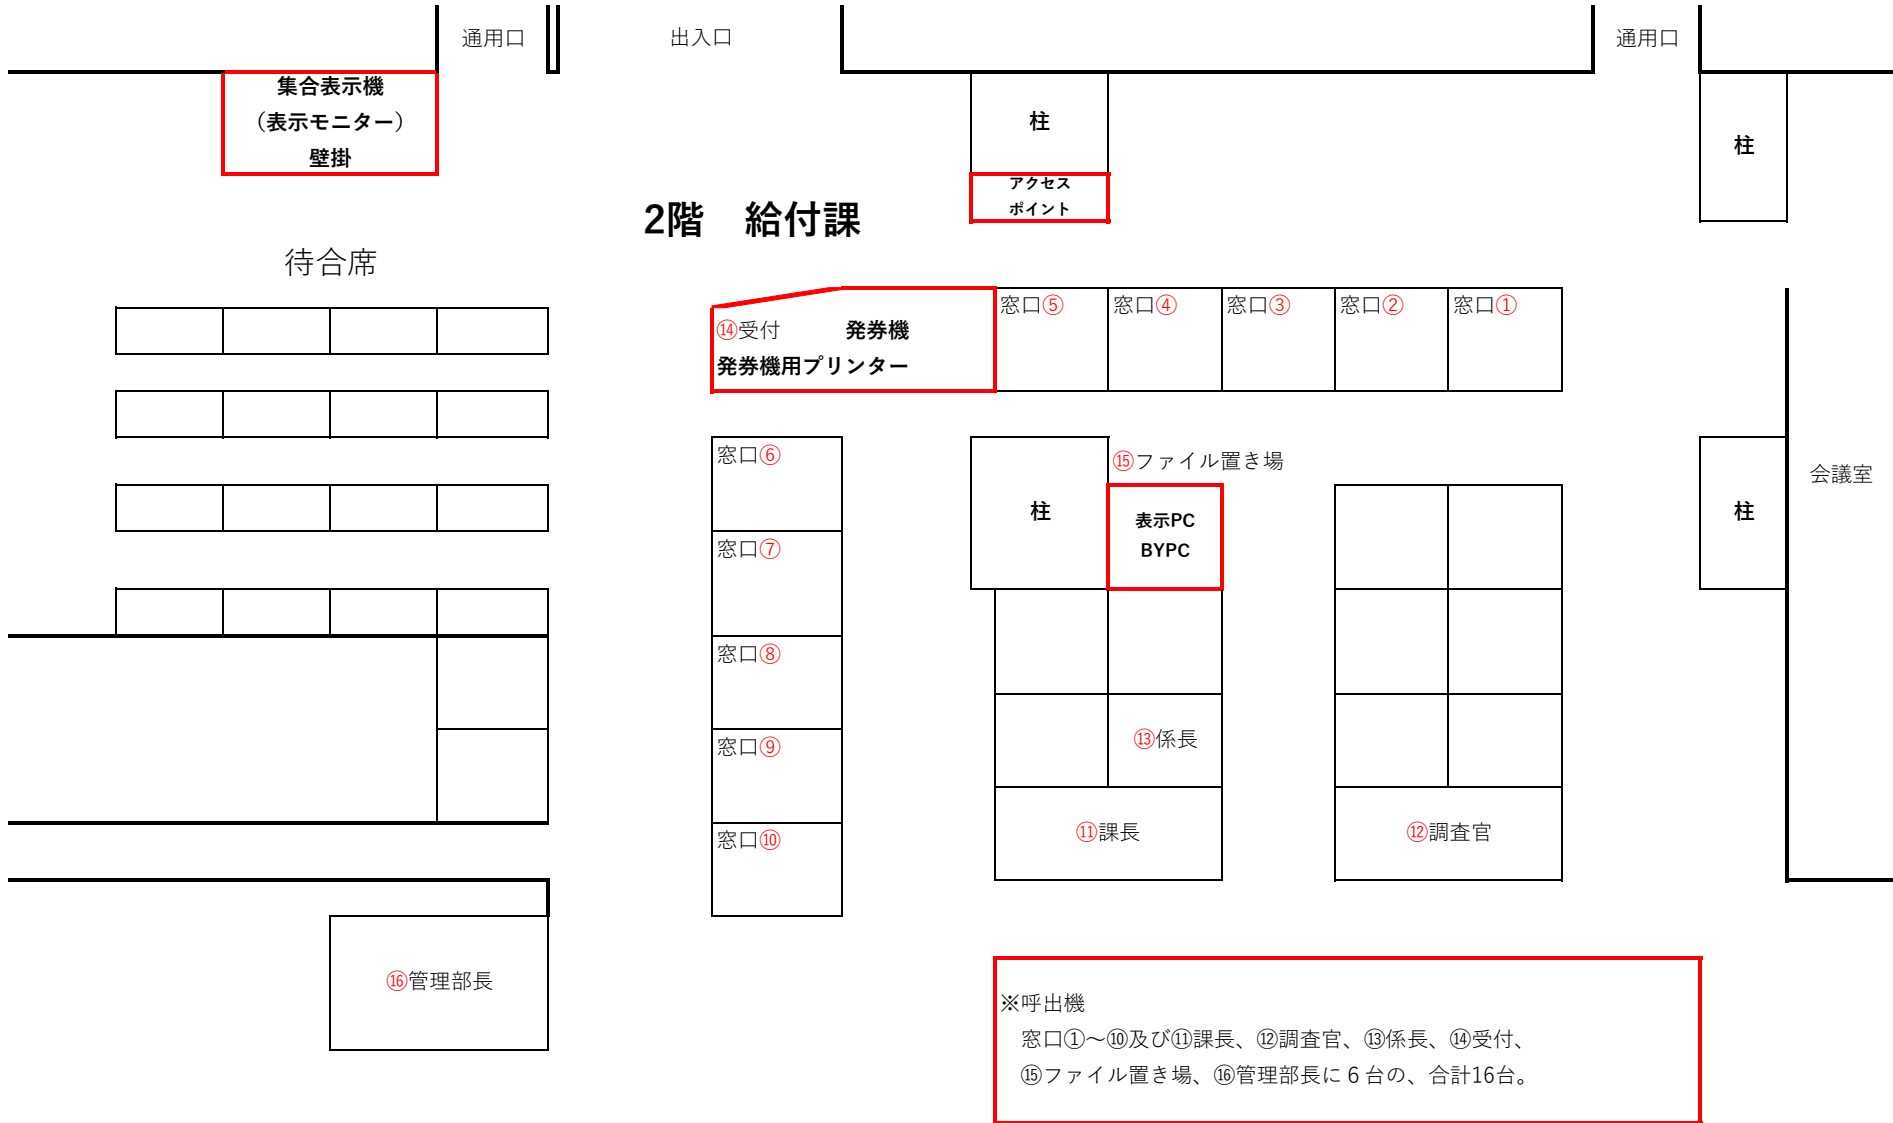 通用口
出入口
通用口
集合表示機
（表示モニター）
壁掛
柱
柱
アクセス
ポイント
2階　給付課
待合席
⑭受付　　　発券機
発券機用プリンター
窓口⑤
窓口④
窓口③
窓口②
窓口①
窓口⑥
⑮ファイル置き場
会議室
柱
表示PC
BYPC
柱
窓口⑦
窓口⑧
窓口⑨
⑬係長
窓口⑩
⑪課長
⑫調査官
⑯管理部長
※呼出機
窓口①～⑩及び⑪課長、⑫調査官、⑬係長、⑭受付、
⑮ファイル置き場、⑯管理部長に６台の、合計16台。